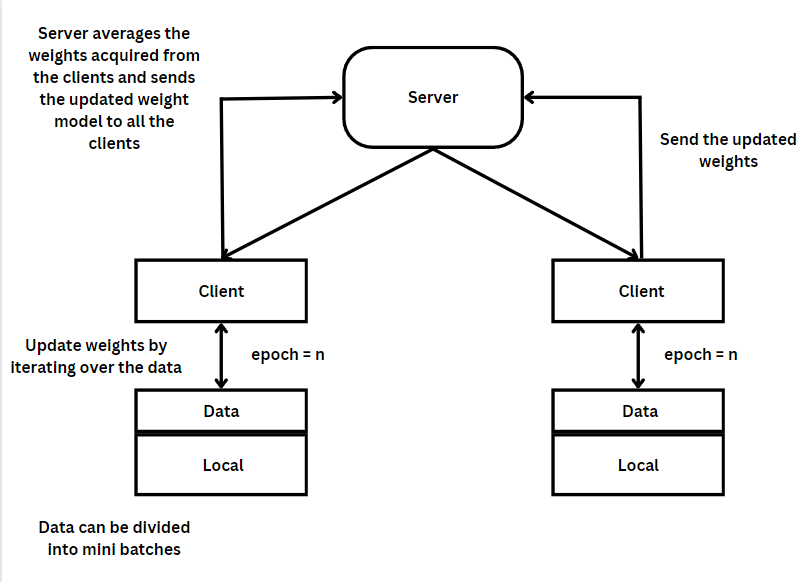 Server averages the
weights acquired from
the clients and sends
the updated weight
model to all the
clients
Server
Send the updated
weights
Client
Client
Update weights by
iterating over the data
epoch = n
epoch = n
Data
Data
Local
Local
Data can be divided
into mini batches